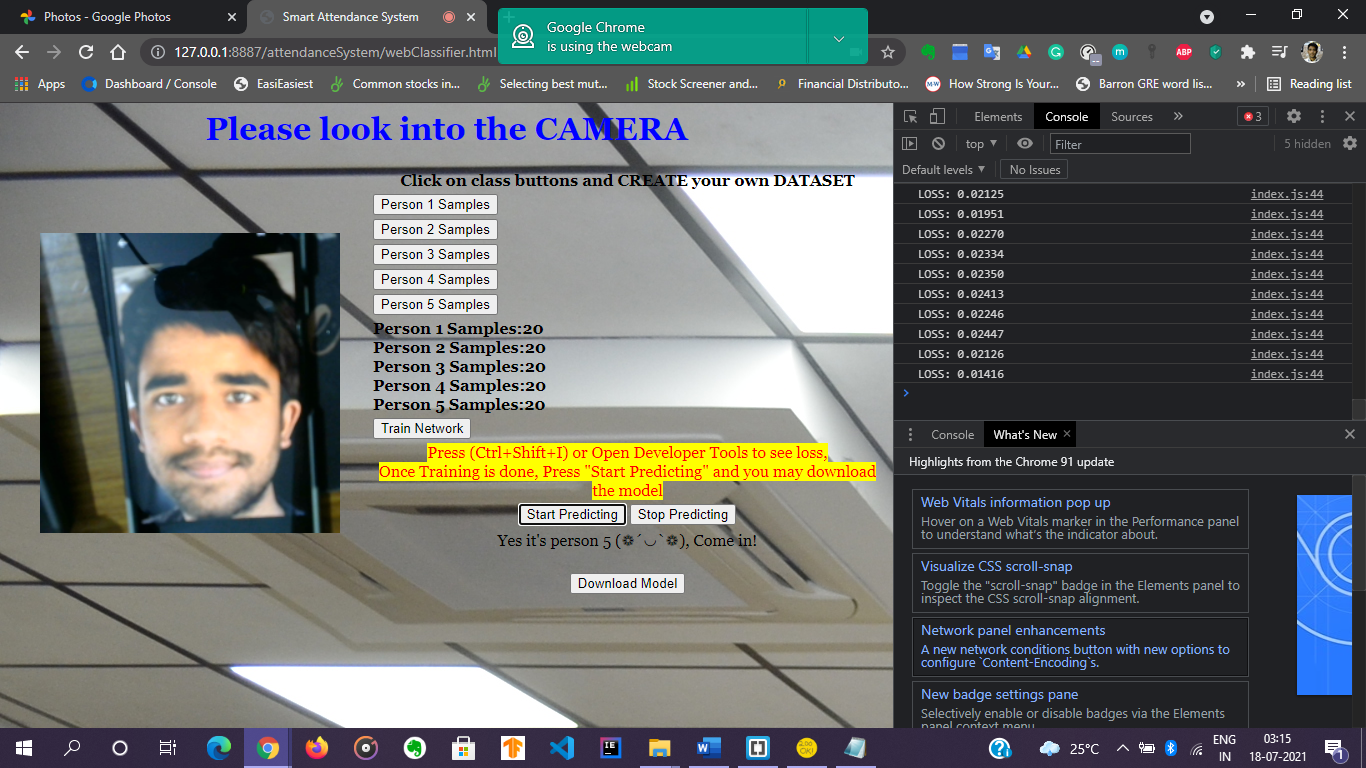 Photos - Google Photos
Smart Attendance System
Google Chrome
is using the webcam
127.0.0.1:8887/attendanceSystem/webClassifier.html
Apps
Dashboard / Console
EasiEasiest
Common stocks in...
Selecting best mut...
Stock Screener and...
Financial Distributo...
How Strong Is Your...
Barron GRE word lis...
»
Reading list
Please look into the CAMERA
Click on class buttons and CREATE your own DATASET
Person 1 Samples
Person 2 Samples
Person 3 Samples
Person 4 Samples
Person 5 Samples
Person 1 Samples:20
Person 2 Samples:20
Person 3 Samples:20
Person 4 Samples:20
Person 5 Samples:20
Train Network
Press (Ctrl+Shift+I) or Open Developer Tools to see loss,
Once Training is done, Press "Start Predicting" and you may download
the model
Start Predicting Stop Predicting
Yes it's person 5 (❁´◡`❁), Come in!
Download Model
Elements Console Sources » 3
top Filter 5 hidden
Default levels No Issues
LOSS: 0.02125 index.js:44
LOSS: 0.01951 index.js:44
LOSS: 0.02270 index.js:44
LOSS: 0.02334 index.js:44
LOSS: 0.02350 index.js:44
LOSS: 0.02413 index.js:44
LOSS: 0.02246 index.js:44
LOSS: 0.02447 index.js:44
LOSS: 0.02126 index.js:44
LOSS: 0.01416 index.js:44
Console What's New
Highlights from the Chrome 91 update
Web Vitals information pop up
Hover on a Web Vitals marker in the Performance panel
to understand what's the indicator about.
Visualize CSS scroll-snap
Toggle the "scroll-snap" badge in the Elements panel to
inspect the CSS scroll-snap alignment.
Network panel enhancements
A new network conditions button with new options to
configure `Content-Encoding`s.
New badge settings pane
Selectively enable or disable badges via the Elements
panel context menu.
25°C
ENG
IN
03:15
18-07-2021
1